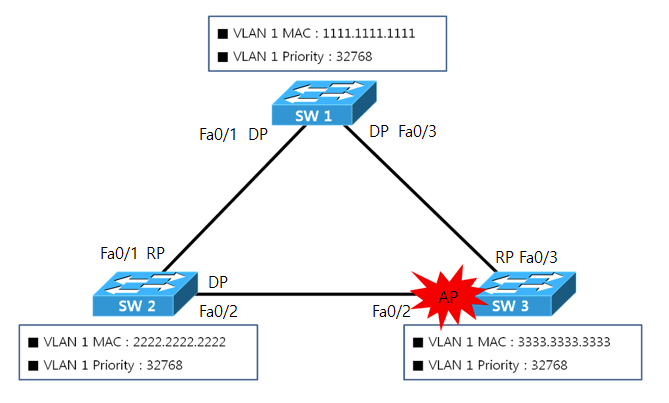 ■ VLAN 1 MAC : 1111.1111.1111
■ VLAN 1 Priority : 32768
SW 1
Fa0/1 DP
DP Fa0/3
Fa0/1 RP
RP Fa0/3
DP
SW 2
AP
SW 3
Fa0/2
Fa0/2
■ VLAN 1 MAC : 2222.2222.2222
■ VLAN 1 Priority : 32768
■ VLAN 1 MAC : 3333.3333.3333
■ VLAN 1 Priority : 32768